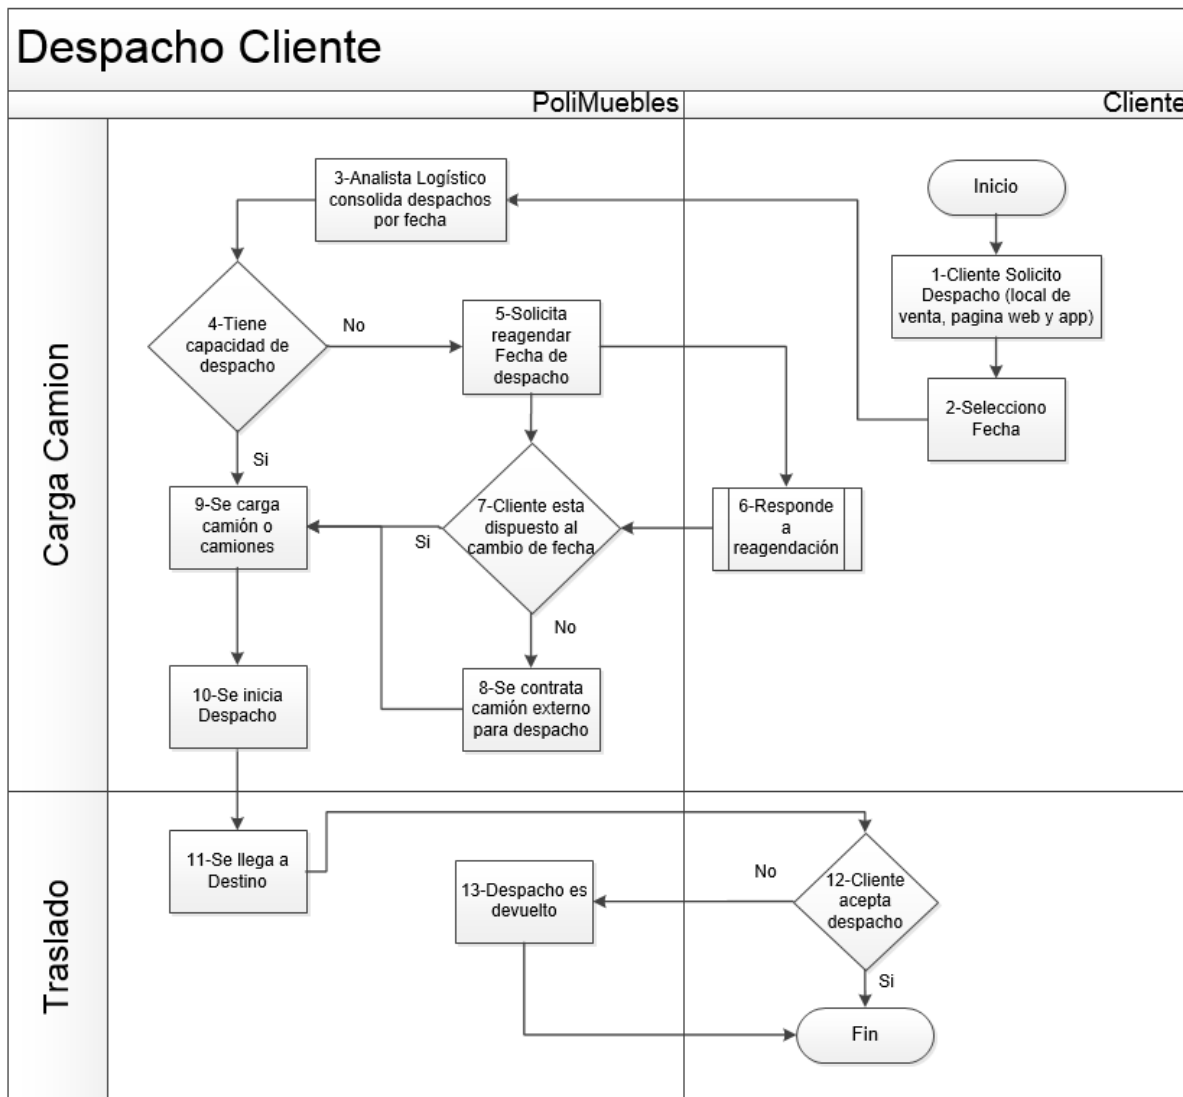 Despacho Cliente
PoliMuebles
Cliente
Carga Camion
Inicio
1-Cliente Solicito
Despacho (local de
venta, pagina web y app)
2-Selecciono
Fecha
3-Analista Logístico
consolida despachos
por fecha
4-Tiene
capacidad de
despacho
No
Si
5-Solicita
reagendar
Fecha de
despacho
6-Responde
a
reagendación
7-Cliente esta
dispuesto al
cambio de fecha
Si
No
8-Se contrata
camión externo
para despacho
9-Se carga
camión o
camiones
10-Se inicia
Despacho
Traslado
11-Se llega a
Destino
12-Cliente
acepta
despacho
No
Si
13-Despacho es
devuelto
Fin